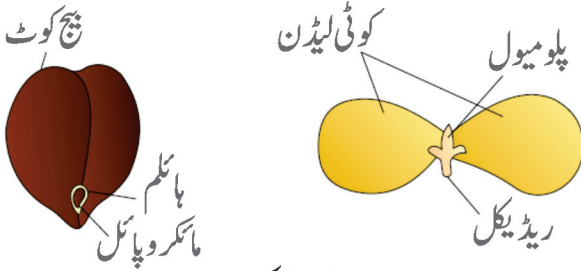 بیج کوٹ
کوٹی لیڈن
پلومیول
ہائلم
مائکروپائل
ریڈیکل